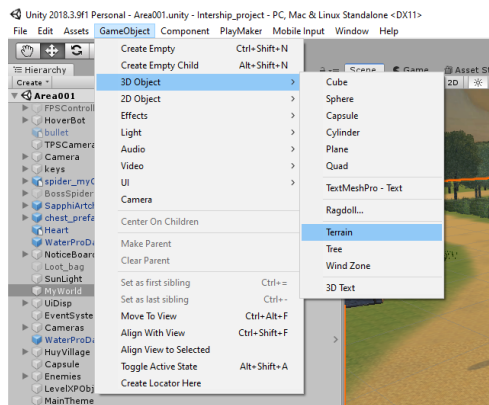 Unity 2018.3.9f1 Personal - Area001.unity - Intership_project - PC, Mac & Linux Standalone <DX11>
File Edit Assets GameObject Component PlayMaker Mobile Input Window Help
Hierarchy
Create
Area001
FPSControll
HoverBot
bullet
TPSCamera
Camera
keys
spider_myC
BossSpider
SapphiArtch
chest_prefa
Heart
WaterProDa
NoticeBoard
Loot_bag
SunLight
MyWorld
UiDisp
EventSyste
Cameras
WaterProDa
HuyVillage
Capsule
Enemies
LevelXPObj
MainTheme
Create Empty Ctrl+Shift+N
Create Empty Child Alt+Shift+N
3D Object >
2D Object >
Effects >
Light >
Audio >
Video >
UI >
Camera
Center On Children
Make Parent
Clear Parent
Set as first sibling Ctrl+=
Set as last sibling Ctrl+-
Move To View Ctrl+Alt+F
Align With View Ctrl+Shift+F
Align View to Selected
Toggle Active State Alt+Shift+A
Create Locator Here
Scene Game Asset S
2D
Cube
Sphere
Capsule
Cylinder
Plane
Quad
TextMeshPro - Text
Ragdoll...
Terrain
Tree
Wind Zone
3D Text